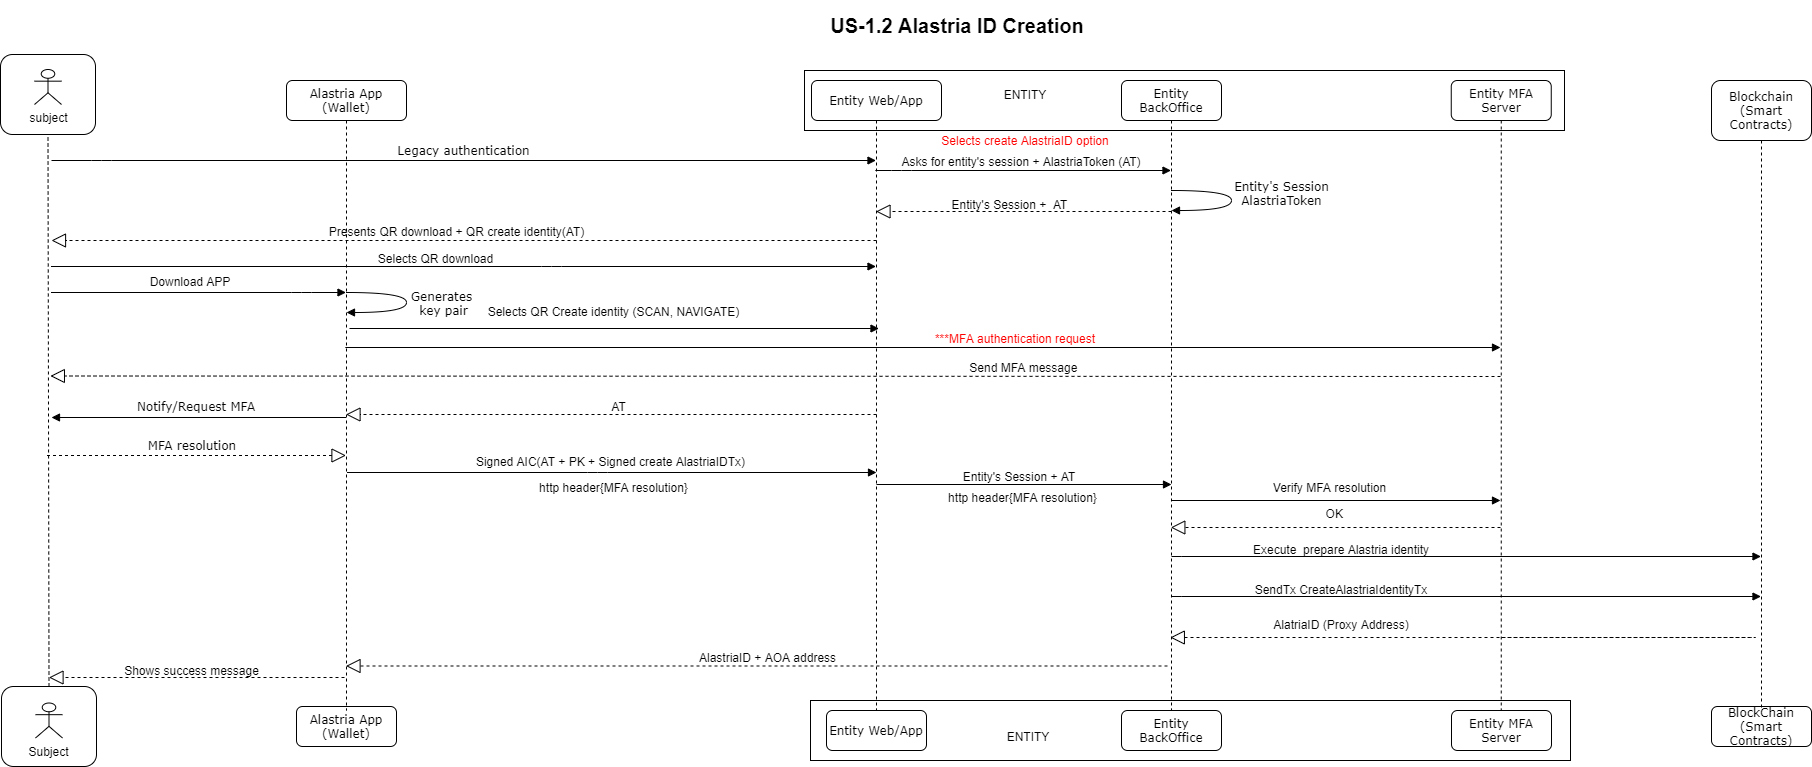 US-1.2 Alastria ID Creation
subject
Alastria App
(Wallet)
Entity Web/App
ENTITY
Entity
BackOffice
Entity MFA
Server
Blockchain
(Smart
Contracts)
Selects create AlastriaID option
Legacy authentication
Asks for entity's session + AlastriaToken (AT)
Entity's Session
AlastriaToken
Entity's Session +  AT
Presents QR download + QR create identity(AT)
Selects QR download
Download APP
Generates
key pair
Selects QR Create identity (SCAN, NAVIGATE)
***MFA authentication request
Send MFA message
Notify/Request MFA
AT
MFA resolution
Signed AIC(AT + PK + Signed create AlastriaIDTx)
http header{MFA resolution}
Entity's Session + AT
http header{MFA resolution}
Verify MFA resolution
OK
Execute  prepare Alastria identity
SendTx CreateAlastriaIdentityTx
AlatriaID (Proxy Address)
AlastriaID + AOA address
Shows success message
Subject
Alastria App
(Wallet)
Entity Web/App
ENTITY
Entity
BackOffice
Entity MFA
Server
BlockChain
(Smart
Contracts)